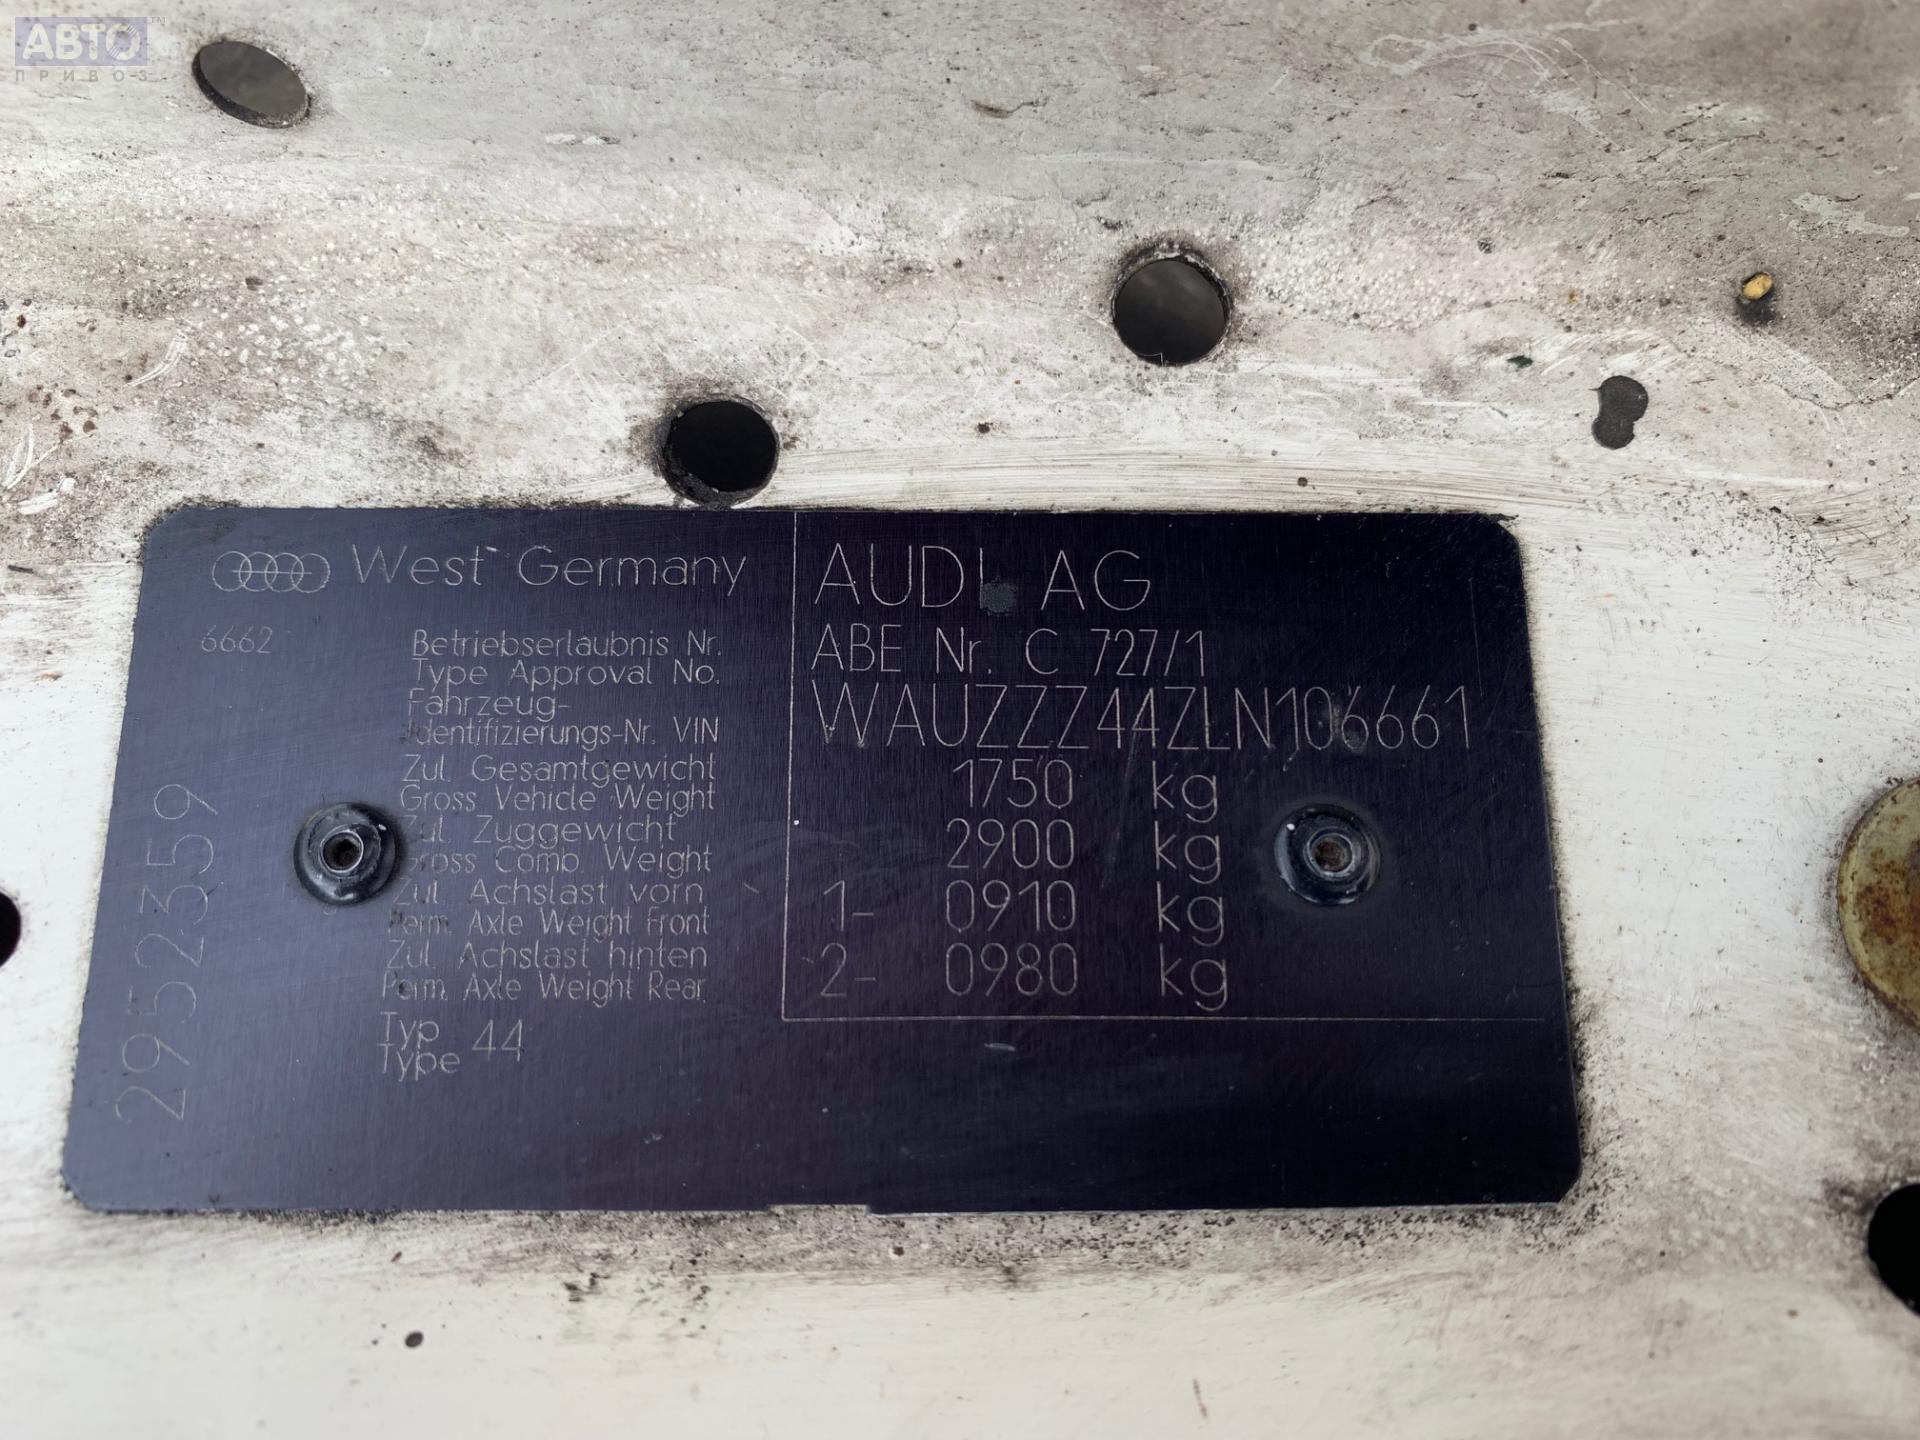 АВТО™
ПРИВОЗ
West Germany
AUDI AG
6662
Betriebserlaubnis Nr.
Type Approval No.
ABE Nr. C 727/1
Fahrzeug-
Identifizierungs-Nr. VIN
WAUZZZ44ZLN106661
Zul. Gesamtgewicht
Gross Vehicle Weight
1750 kg
Zul. Zuggewicht
Gross Comb. Weight
2900 kg
Zul. Achslast vorn
Perm. Axle Weight Front
1- 0910 kg
Zul. Achslast hinten
Perm. Axle Weight Rear
2- 0980 kg
Typ
Type 44
2952359